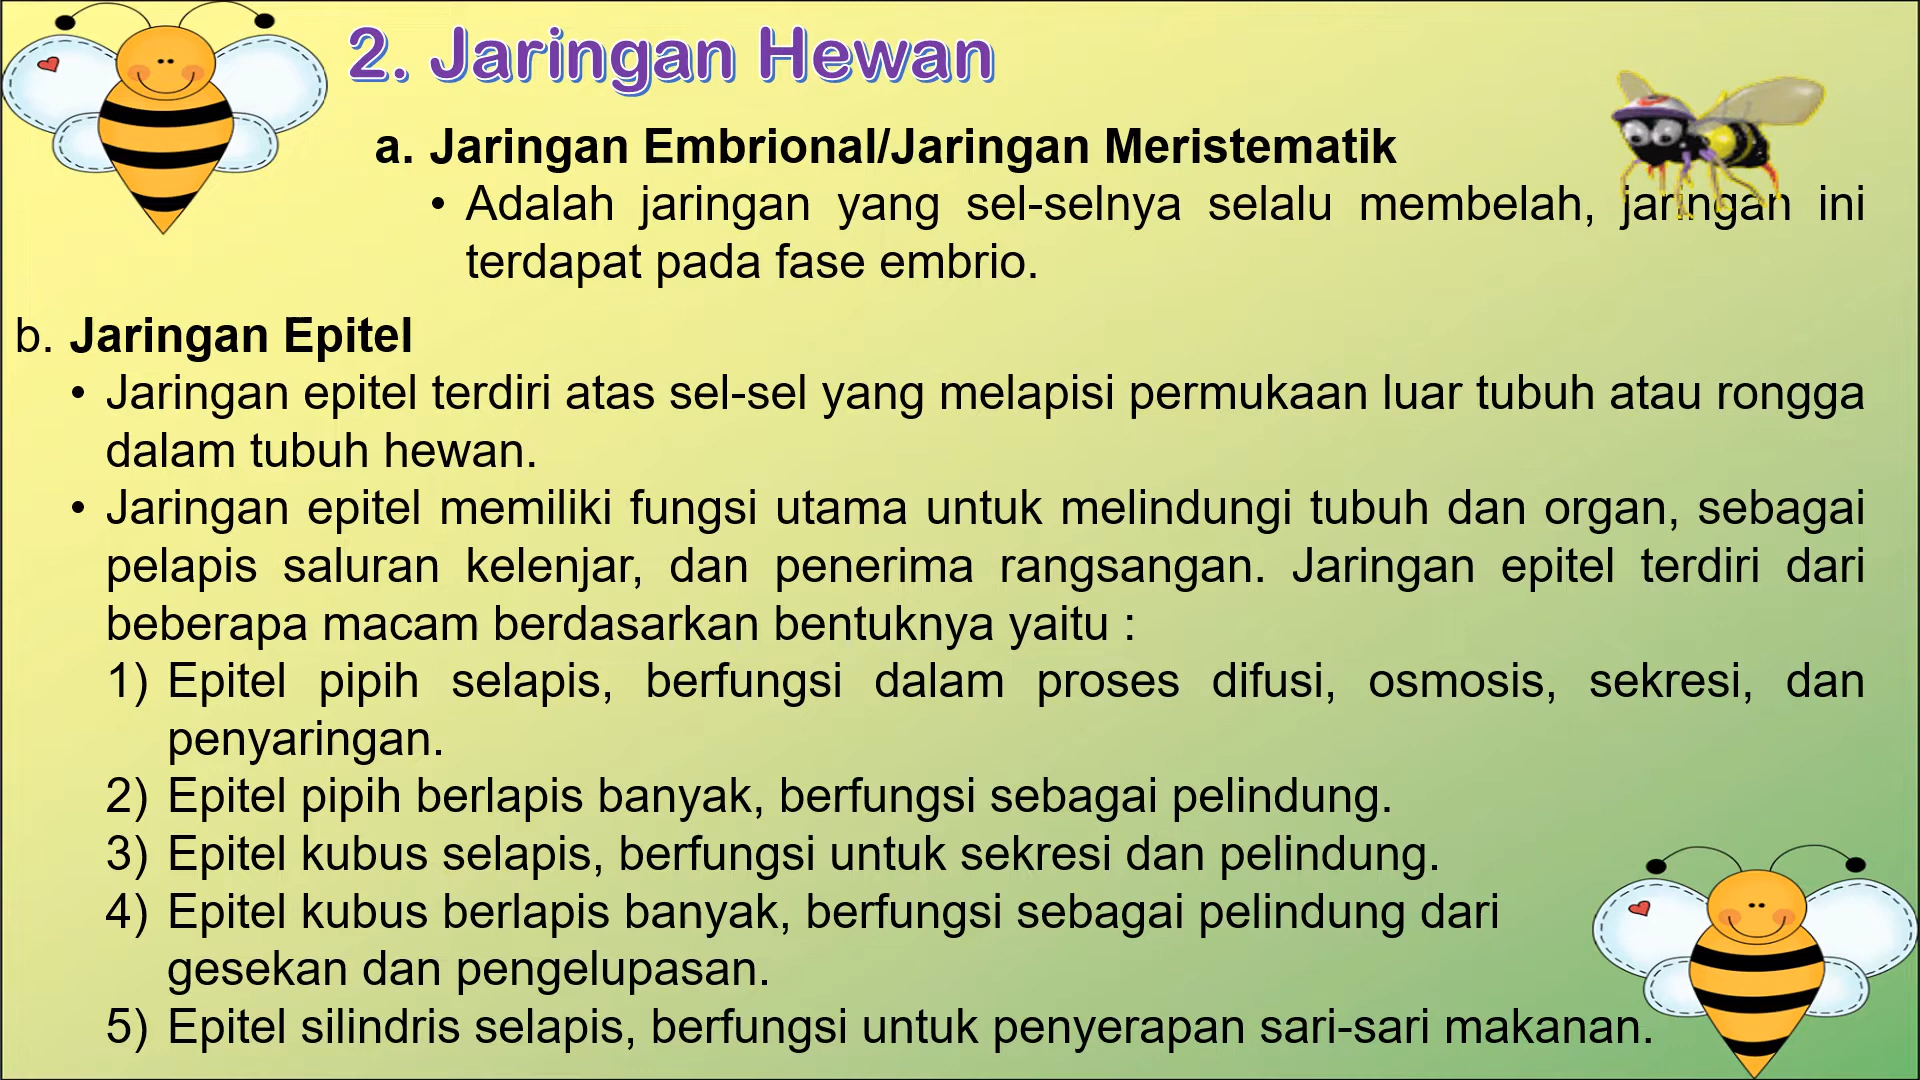 2. Jaringan Hewan
a. Jaringan Embrional/Jaringan Meristematik
• Adalah jaringan yang sel-selnya selalu membelah, jaringan ini
terdapat pada fase embrio.
b. Jaringan Epitel
• Jaringan epitel terdiri atas sel-sel yang melapisi permukaan luar tubuh atau rongga
dalam tubuh hewan.
• Jaringan epitel memiliki fungsi utama untuk melindungi tubuh dan organ, sebagai
pelapis saluran kelenjar, dan penerima rangsangan. Jaringan epitel terdiri dari
beberapa macam berdasarkan bentuknya yaitu :
1) Epitel pipih selapis, berfungsi dalam proses difusi, osmosis, sekresi, dan
penyaringan.
2) Epitel pipih berlapis banyak, berfungsi sebagai pelindung.
3) Epitel kubus selapis, berfungsi untuk sekresi dan pelindung.
4) Epitel kubus berlapis banyak, berfungsi sebagai pelindung dari
gesekan dan pengelupasan.
5) Epitel silindris selapis, berfungsi untuk penyerapan sari-sari makanan.